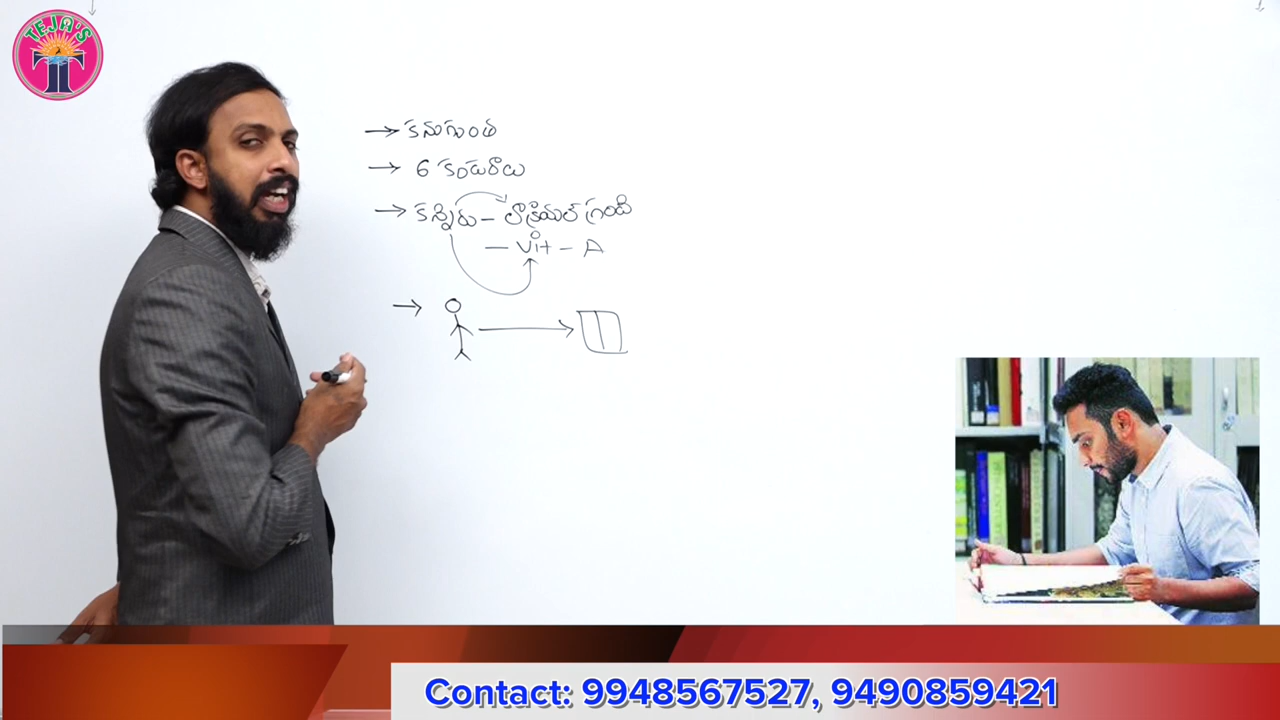 TEJA'S
→ కనుగుంత
→ 6 కండరాలు
→ కన్నీరు - లాక్రిమల్ గ్రంధి
- Vit - A
Contact: 9948567527, 9490859421